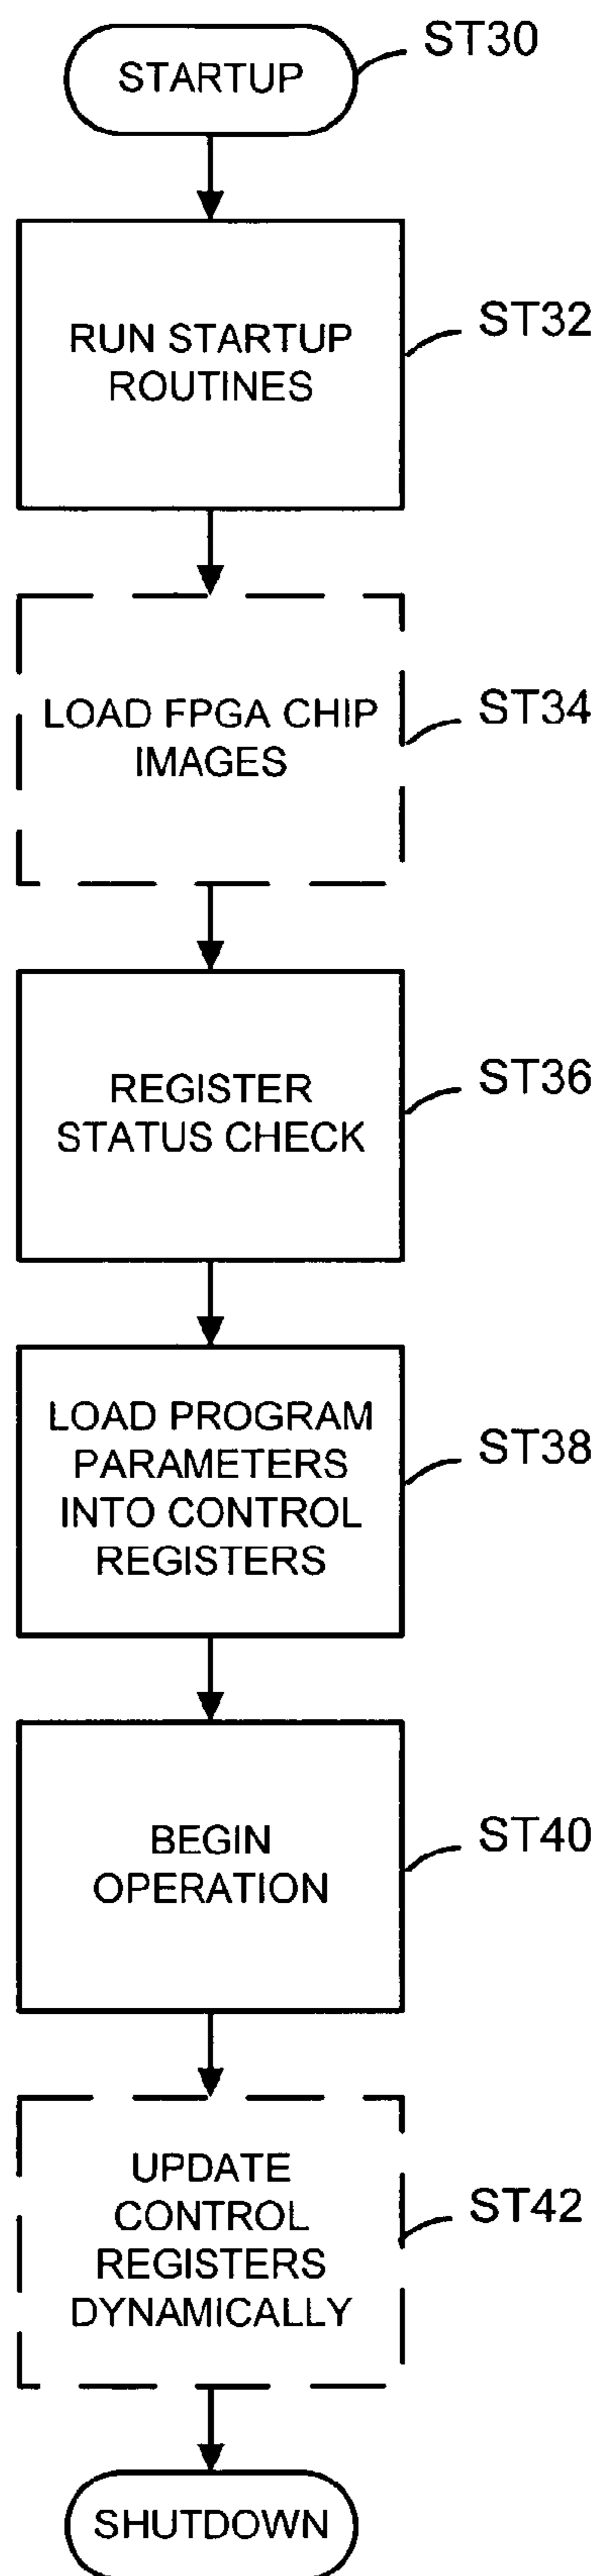 STARTUP
ST30
RUN STARTUP
ROUTINES
ST32
LOAD FPGA CHIP
IMAGES
ST34
REGISTER
STATUS CHECK
ST36
LOAD PROGRAM
PARAMETERS
INTO CONTROL
REGISTERS
ST38
BEGIN
OPERATION
ST40
UPDATE
CONTROL
REGISTERS
DYNAMICALLY
ST42
SHUTDOWN